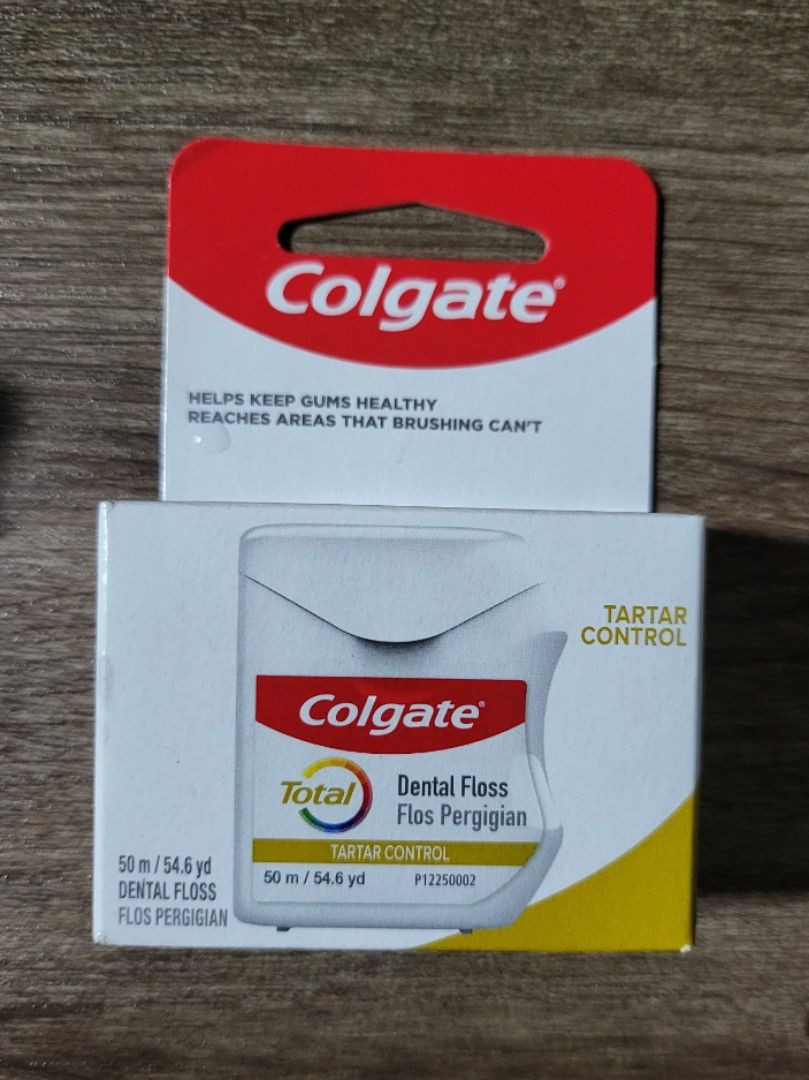 Colgate®
HELPS KEEP GUMS HEALTHY
REACHES AREAS THAT BRUSHING CAN'T
TARTAR
CONTROL
Colgate®
Total
Dental Floss
Flos Pergigian
TARTAR CONTROL
50 m / 54.6 yd
P12250002
50 m / 54.6 yd
DENTAL FLOSS
FLOS PERGIGIAN